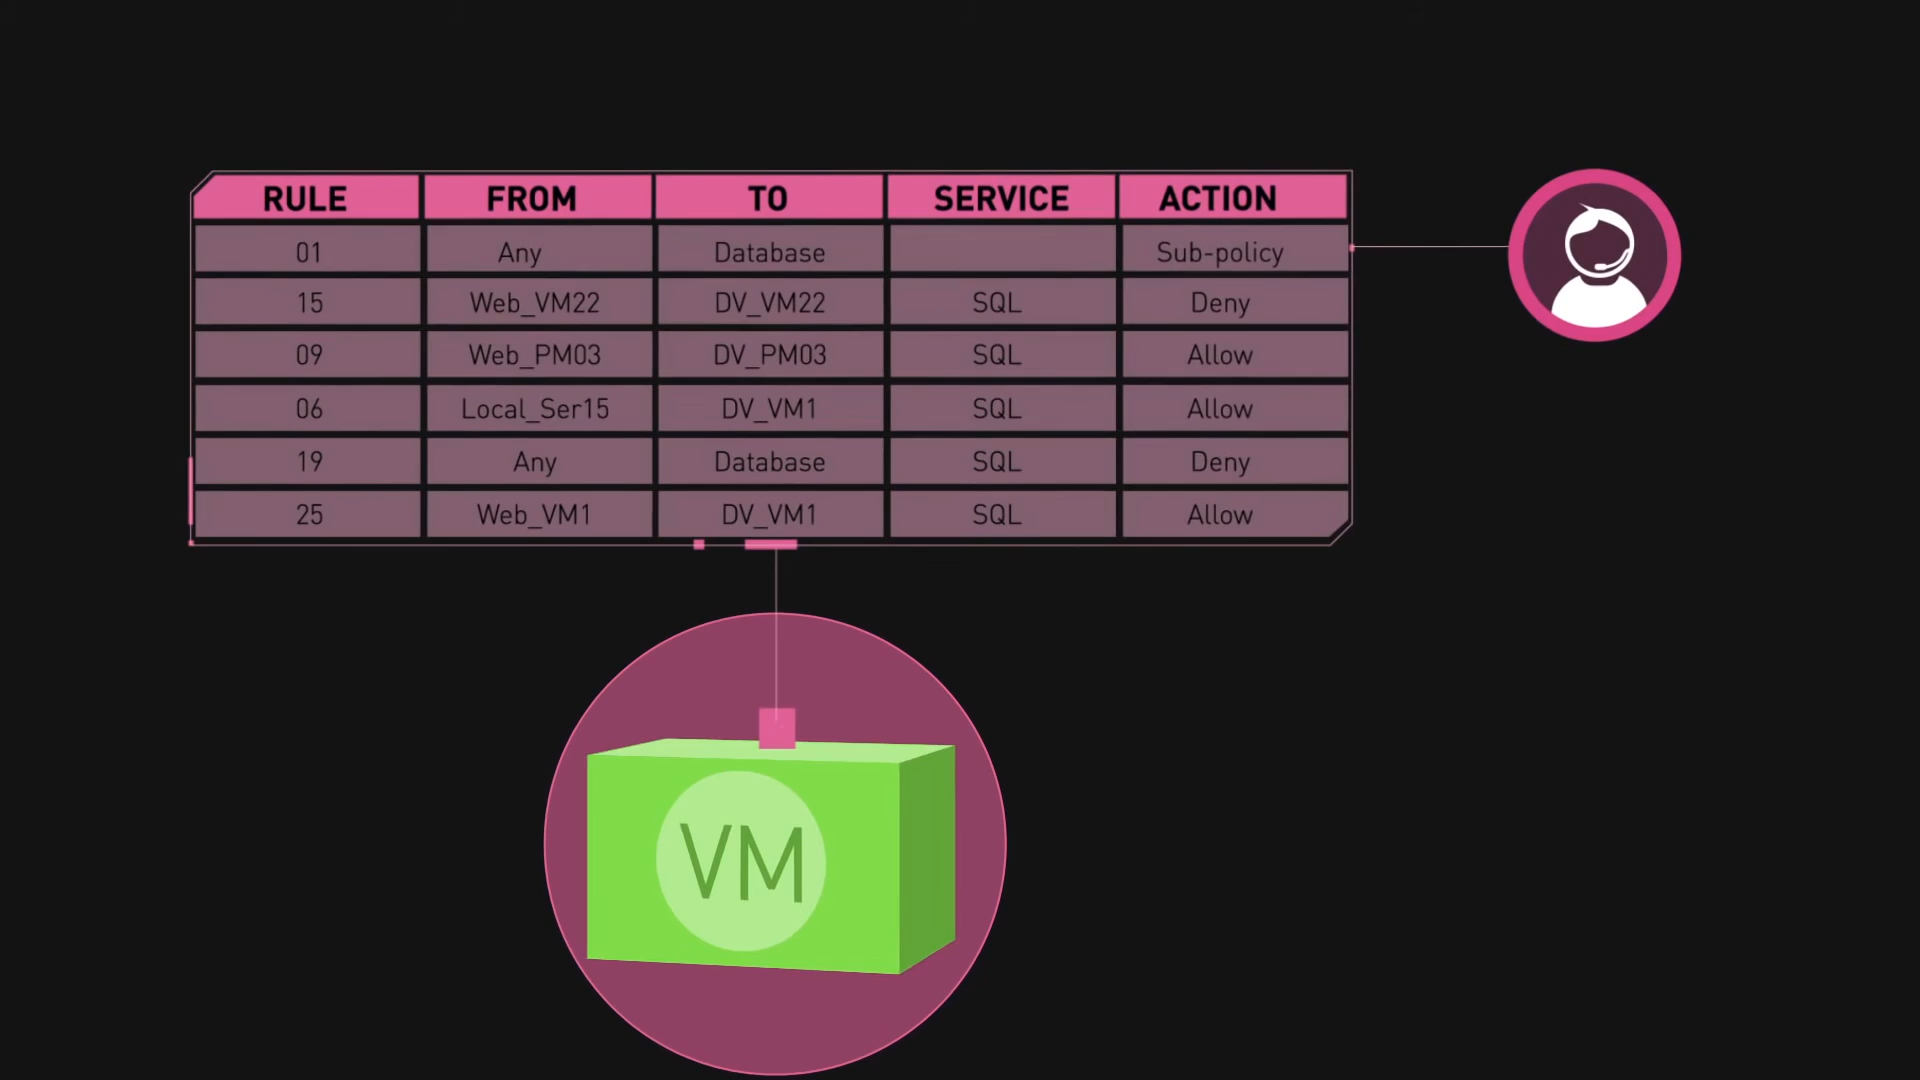 RULE FROM TO SERVICE ACTION
01 Any Database Sub-policy
15 Web_VM22 DV_VM22 SQL Deny
09 Web_PM03 DV_PM03 SQL Allow
06 Local_Ser15 DV_VM1 SQL Allow
19 Any Database SQL Deny
25 Web_VM1 DV_VM1 SQL Allow
VM